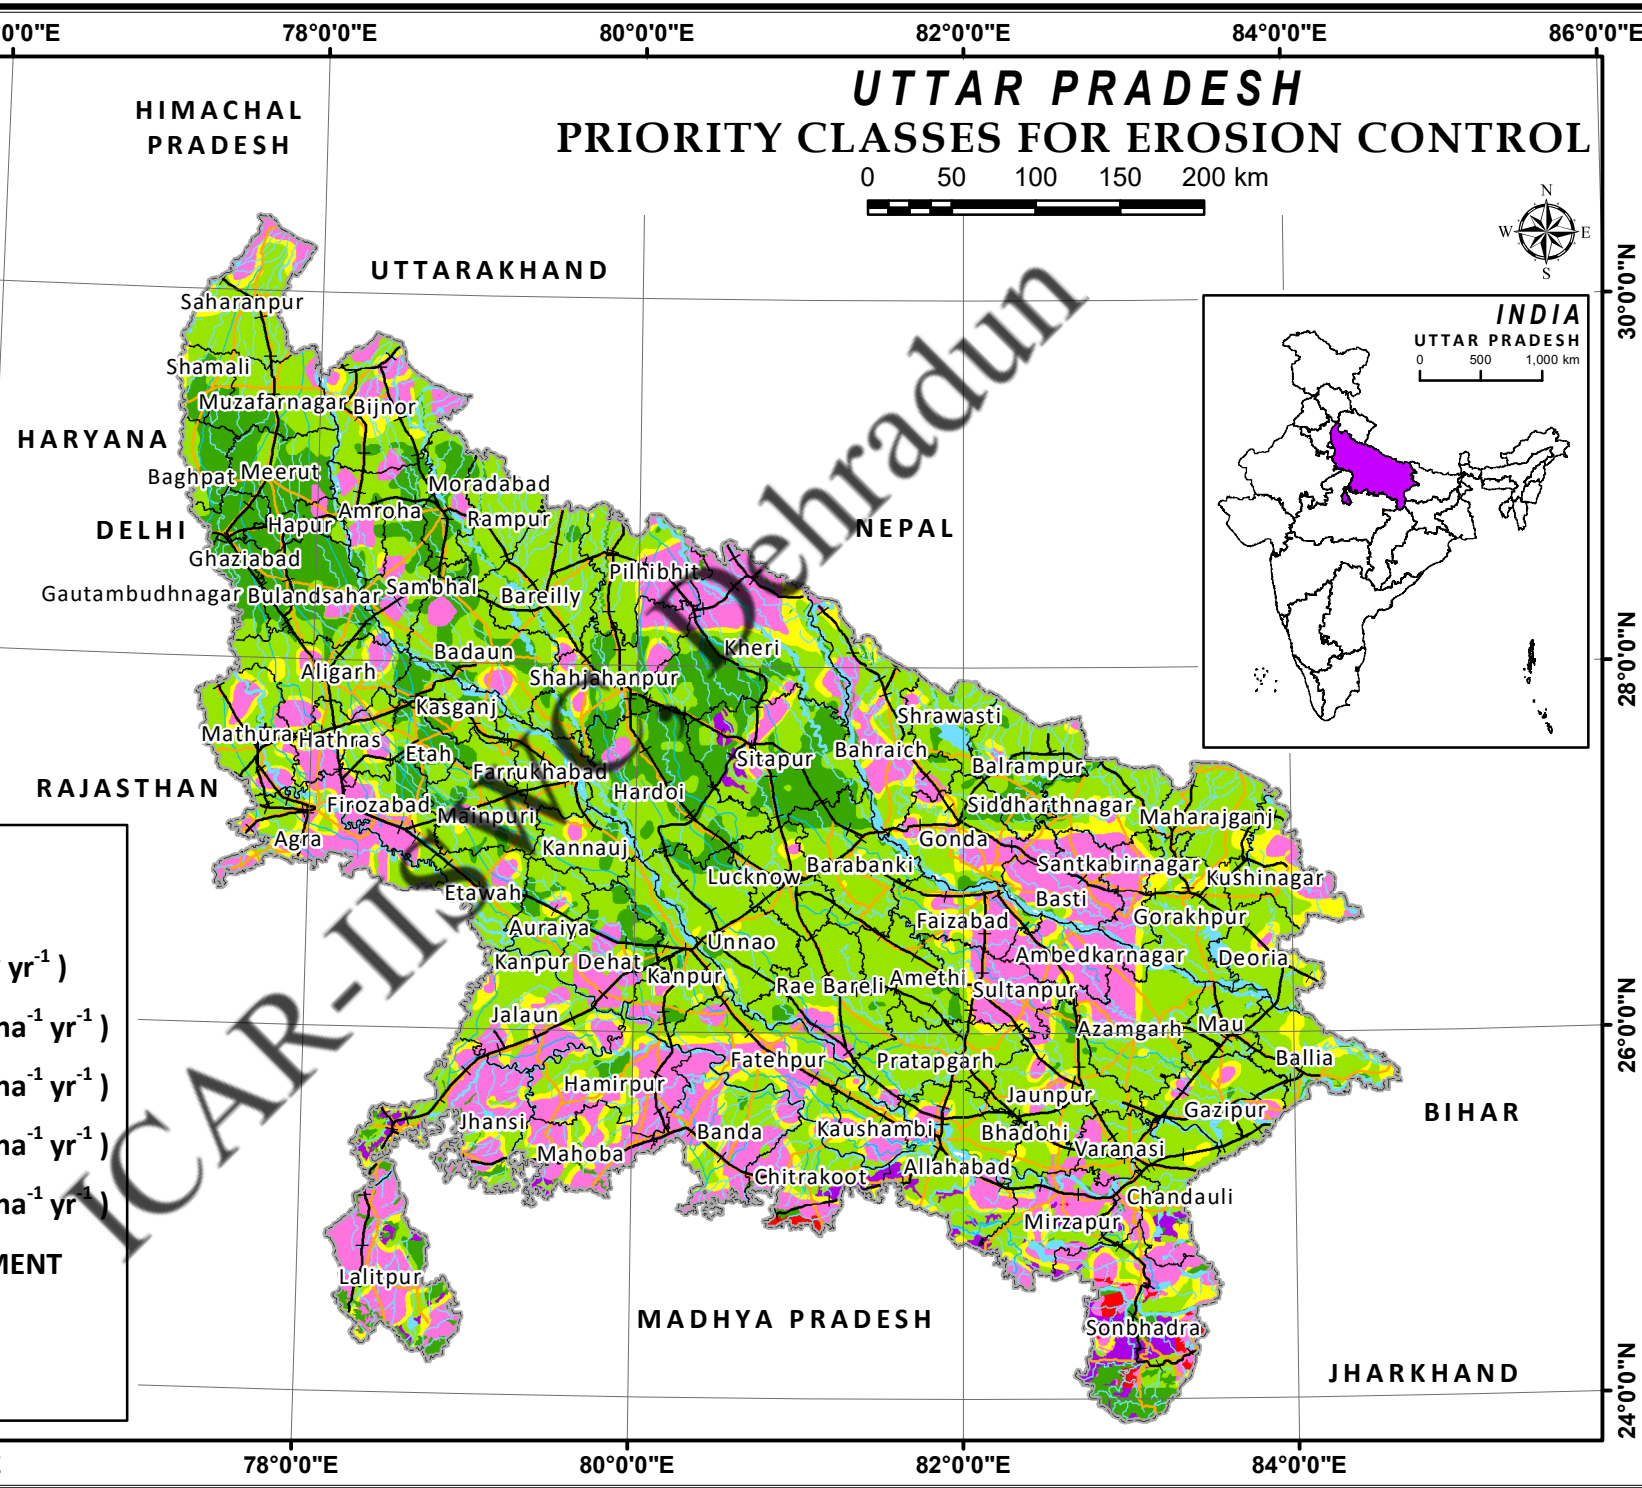 0'0"E 78°0'0"E 80°0'0"E 82°0'0"E 84°0'0"E 86°0'0"E
UTTAR PRADESH
PRIORITY CLASSES FOR EROSION CONTROL
0 50 100 150 200 km
HIMACHAL
PRADESH
N
W E
S
UTTARAKHAND
30°0'0"N
INDIA
UTTAR PRADESH
0 500 1,000 km
Saharanpur
Shamali
Muzafarnagar Bijnor
HARYANA
Baghpat Meerut
Moradabad
DELHI
Hapur Amroha Rampur
NEPAL
Ghaziabad
Pilhibhit
Gautambudhnagar Bulandsahar Sambhal Bareilly
28°0'0"N
Badaun Kheri
Aligarh Shahjahanpur
Kasganj Shrawasti
Mathura Hathras Etah Sitapur Bahraich
Farrukhabad Balrampur
RAJASTHAN
Hardoi
Firozabad Mainpuri Siddharthnagar Maharajganj
Agra Kannauj Gonda
Lucknow Barabanki Santkabirnagar Kushinagar
Etawah Basti
Auraiya Faizabad Gorakhpur
Unnao
Kanpur Dehat Kanpur Ambedkarnagar Deoria
Rae Bareli Amethi Sultanpur
26°0'0"N
Jalaun Azamgarh Mau
Fatehpur Pratapgarh Ballia
Hamirpur Jaunpur
Jhansi Gazipur
BIHAR
Mahoba Banda Kaushambi Bhadohi Varanasi
Chitrakoot Allahabad
Chandauli
Mirzapur
Lalitpur
MADHYA PRADESH
Sonbhadra
JHARKHAND
24°0'0"N
yr-1 )
ha-1 yr-1 )
ha-1 yr-1 )
ha-1 yr-1 )
ha-1 yr-1 )
MENT
ICAR-IISWC, Dehradun
78°0'0"E 80°0'0"E 82°0'0"E 84°0'0"E